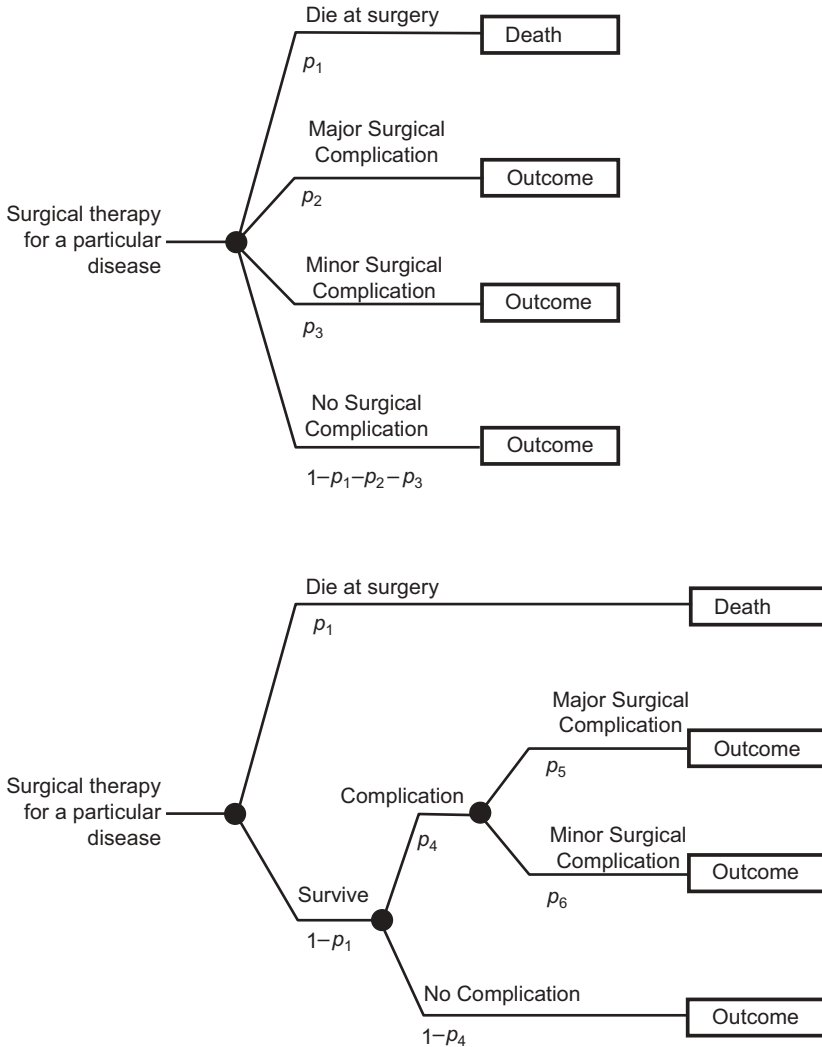 Die at surgery
Death
p1
Major Surgical
Complication
Outcome
p2
Surgical therapy
for a particular
disease
Minor Surgical
Complication
Outcome
p3
No Surgical
Complication
Outcome
1–p1–p2–p3
Die at surgery
Death
p1
Major Surgical
Complication
Outcome
p5
Surgical therapy
for a particular
disease
Complication
p4
Minor Surgical
Complication
Outcome
p6
Survive
1–p1
No Complication
Outcome
1–p4